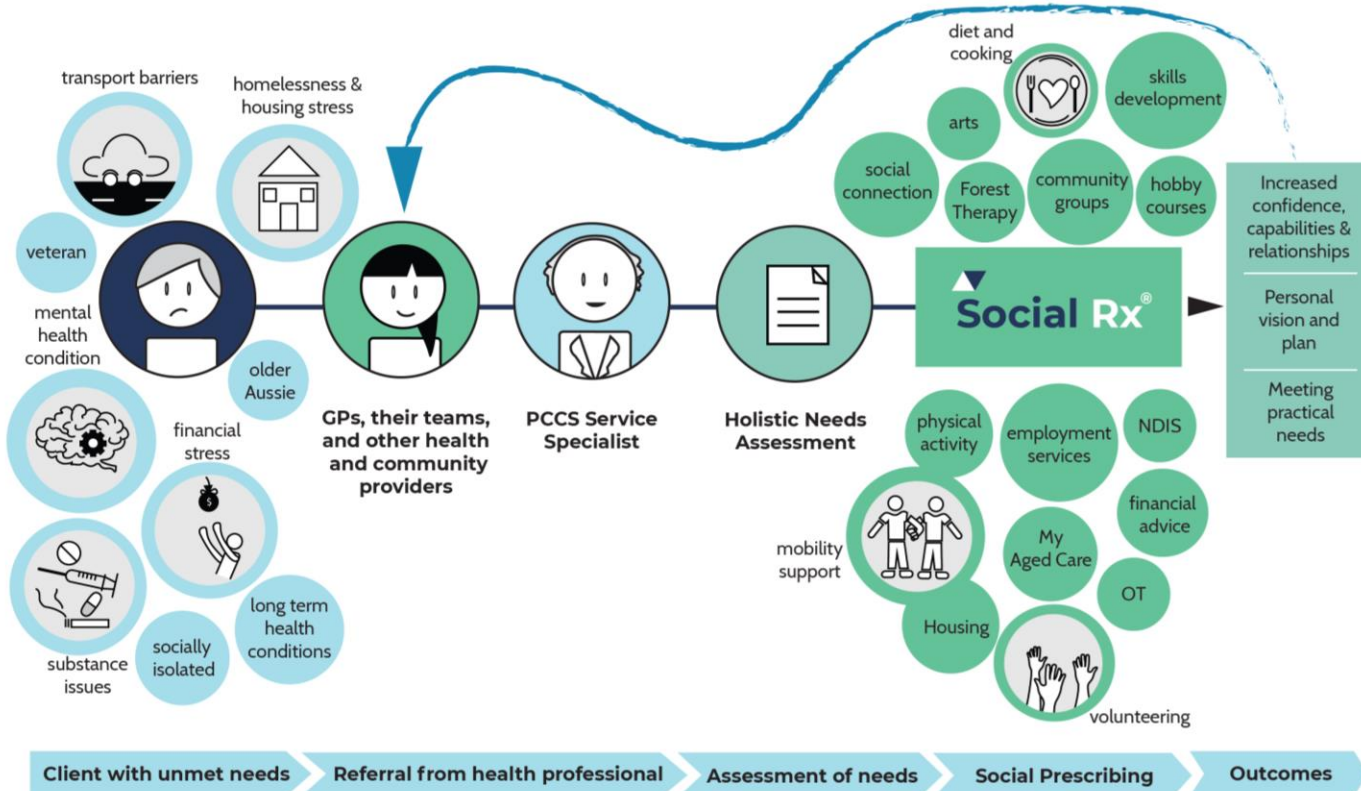 transport barriers
homelessness &
housing stress
veteran
mental
health
condition
older
Aussie
financial
stress
$
substance
issues
socially
isolated
long term
health
conditions
GPs, their teams,
and other health
and community
providers
PCCS Service
Specialist
Holistic Needs
Assessment
diet and
cooking
skills
development
arts
social
connection
Forest
Therapy
community
groups
hobby
courses
Social Rx®
physical
activity
employment
services
NDIS
financial
advice
mobility
support
My
Aged Care
OT
Housing
volunteering
Increased
confidence,
capabilities &
relationships
Personal
vision and
plan
Meeting
practical
needs
Client with unmet needs
Referral from health professional
Assessment of needs
Social Prescribing
Outcomes